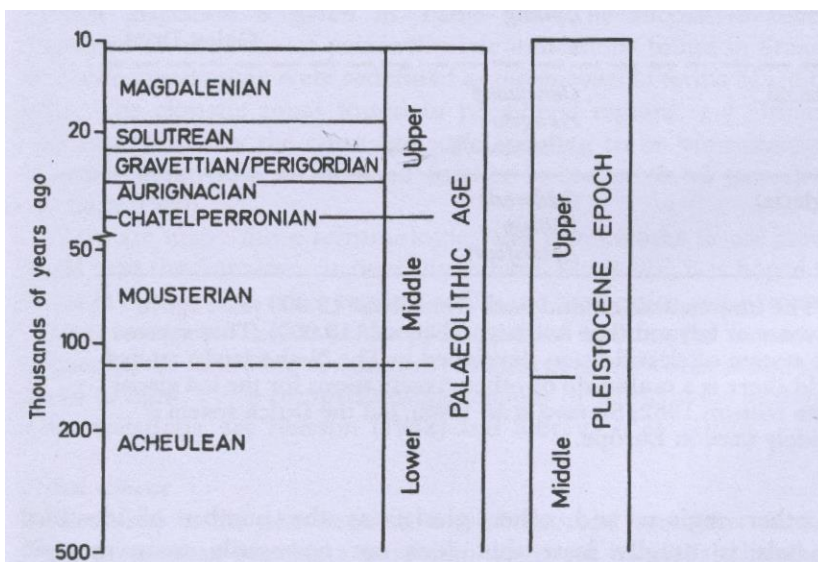 10
MAGDALENIAN
20
SOLUTREAN
GRAVETTIAN/PERIGORDIAN
AURIGNACIAN
CHATELPERRONIAN
50
MOUSTERIAN
100
200
ACHEULEAN
500
Thousands of years ago
Upper
Middle
Lower
PALAEOLITHIC AGE
Upper
Middle
PLEISTOCENE EPOCH